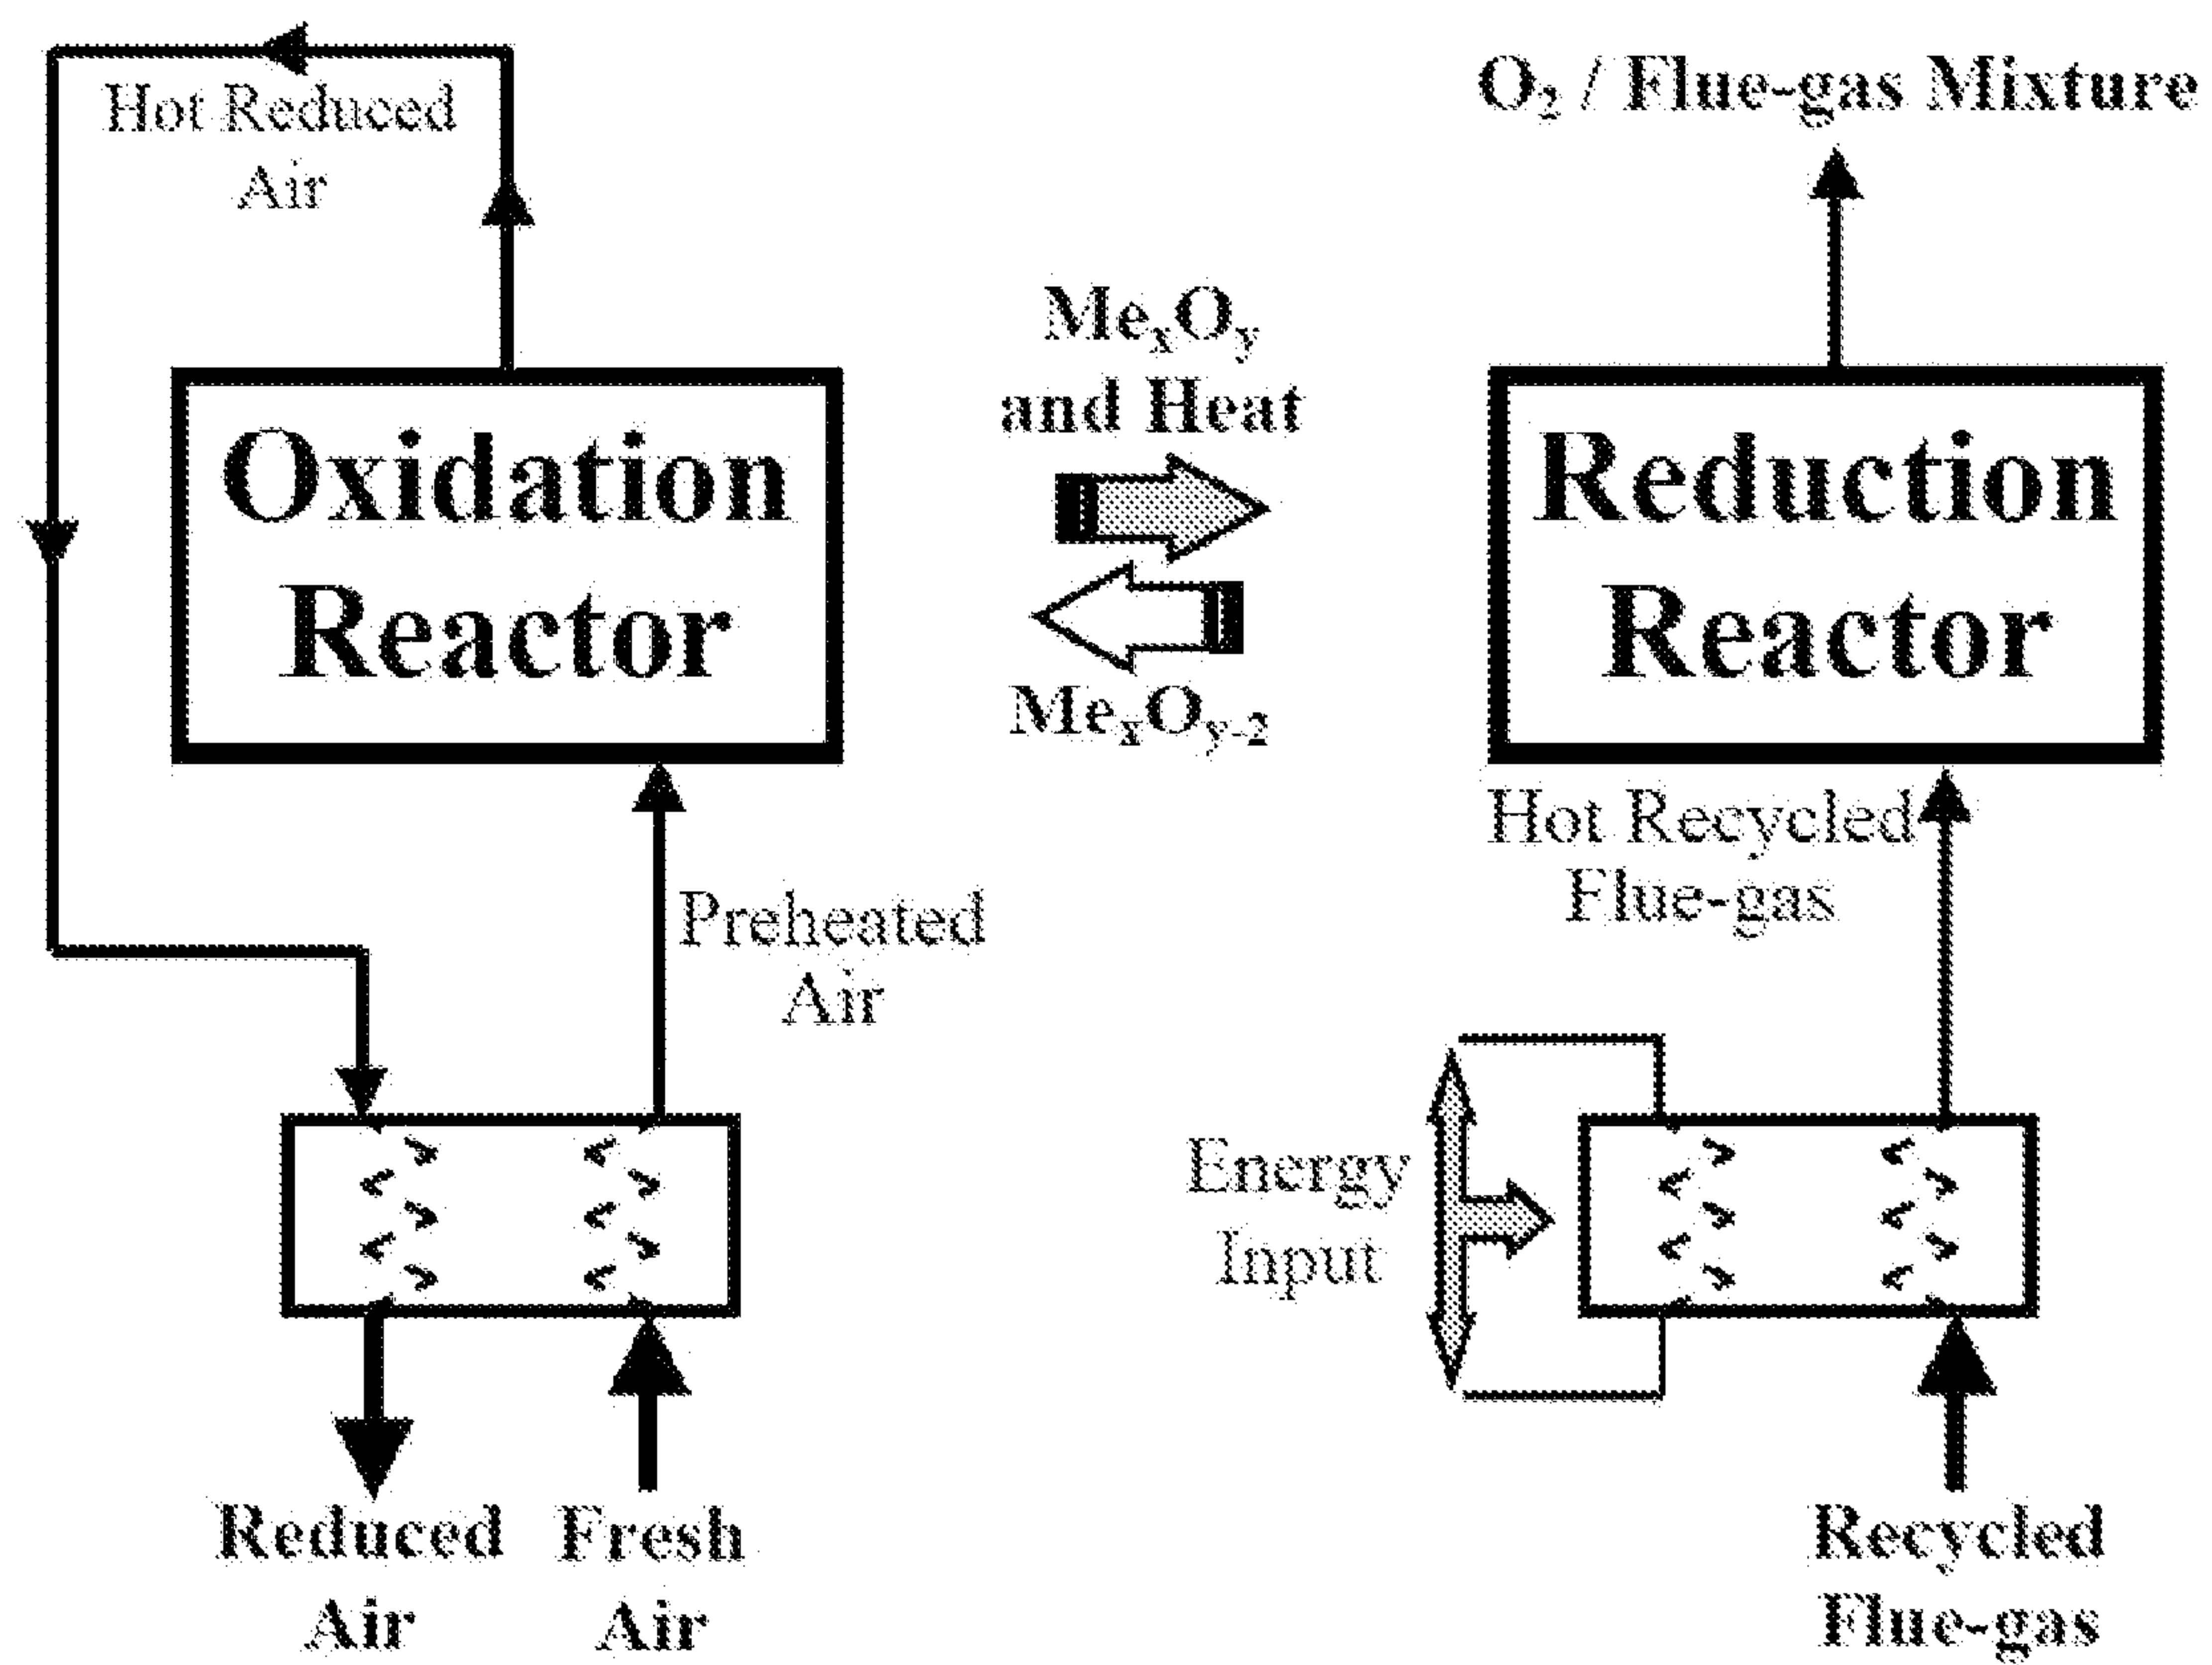 Hot Reduced
Air
O₂ / Flue-gas Mixture
MeₓOᵧ
and Heat
Oxidation
Reactor
Reduction
Reactor
MeₓOᵧ₋₂
Hot Recycled
Flue-gas
Preheated
Air
Energy
Input
Reduced
Air
Fresh
Air
Recycled
Flue-gas